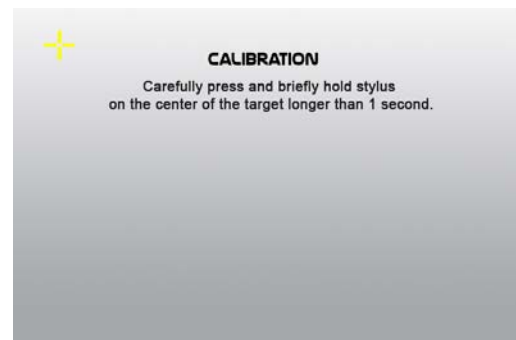 CALIBRATION
Carefully press and briefly hold stylus
on the center of the target longer than 1 second.